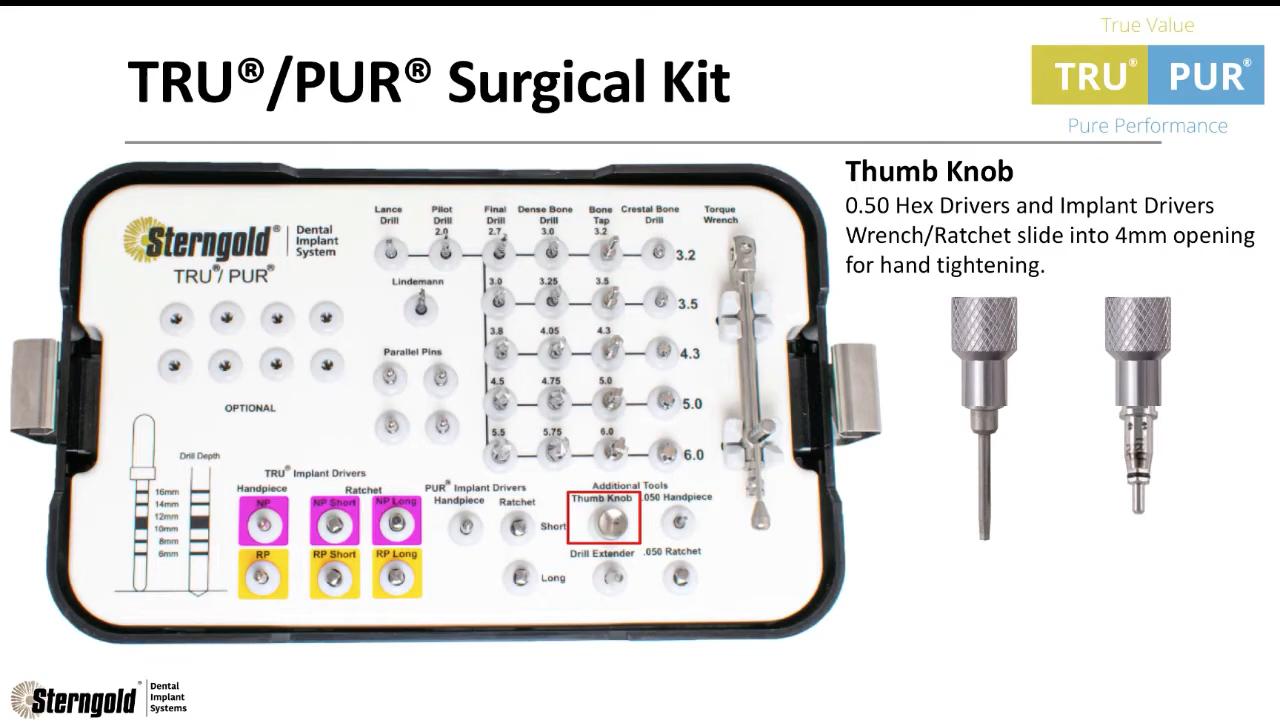 True Value
TRU® PUR®
Pure Performance
TRU®/PUR® Surgical Kit
Thumb Knob
0.50 Hex Drivers and Implant Drivers
Wrench/Ratchet slide into 4mm opening
for hand tightening.
Sterngold®
Dental
Implant
System
TRU®/PUR®
Lance
Drill
Pilot
Drill
2.0
Final
Drill
2.7
Dense Bone
Drill
3.0
Bone
Tap
3.2
Crestal Bone
Drill
Torque
Wrench
3.2
Lindemann
3.0 3.25 3.5
3.5
3.8 4.05 4.3
4.3
Parallel Pins
4.5 4.75 5.0
5.0
5.5 5.75 6.0
6.0
OPTIONAL
Drill Depth
16mm
14mm
12mm
10mm
8mm
6mm
TRU® Implant Drivers
Handpiece
Ratchet
NP
NP Short
NP Long
RP
RP Short
RP Long
PUR® Implant Drivers
Handpiece
Ratchet
Short
Long
Additional Tools
Thumb Knob
.050 Handpiece
Drill Extender
.050 Ratchet
Sterngold®
Dental
Implant
Systems